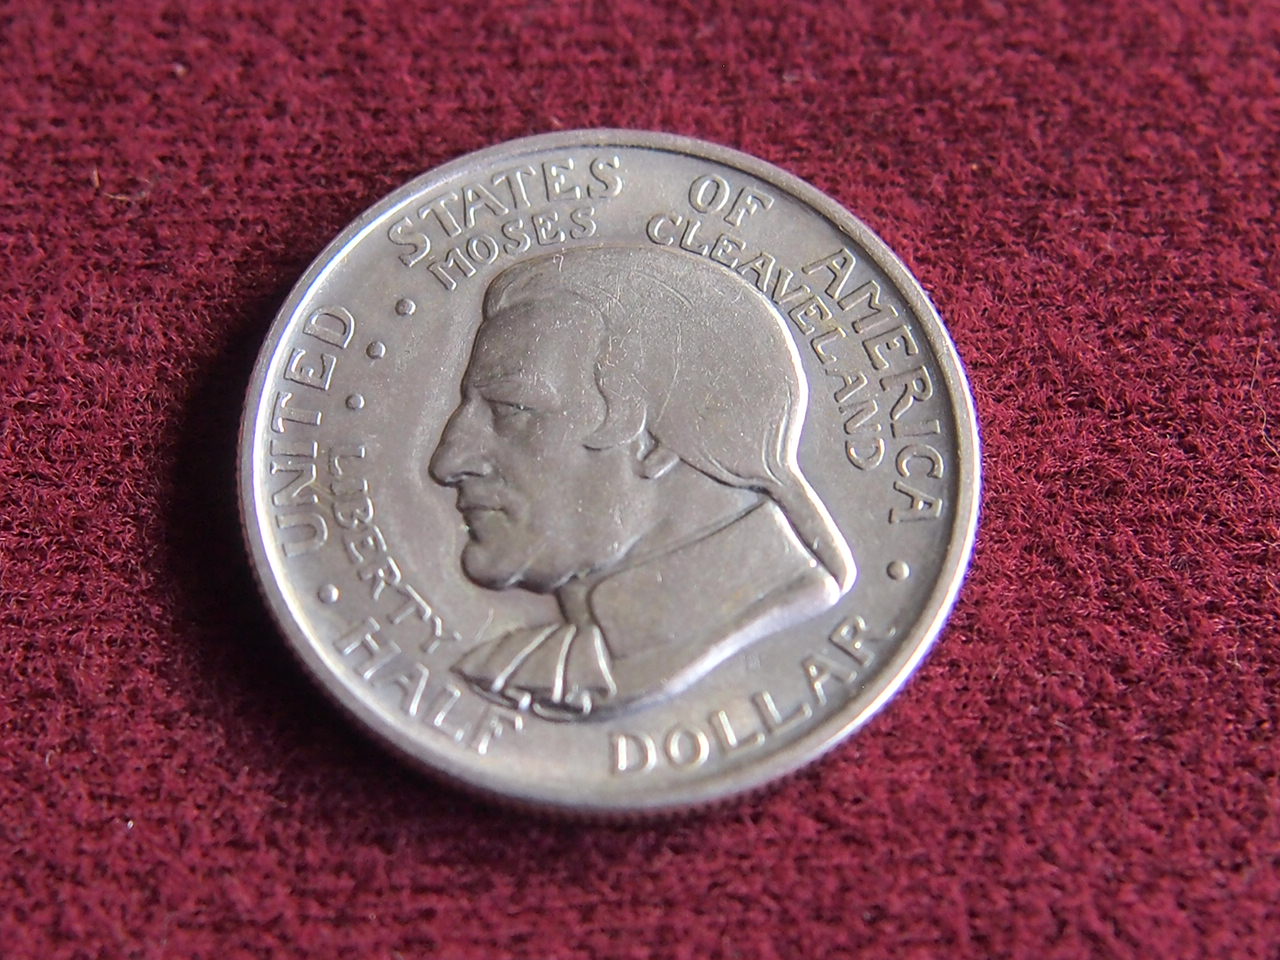 UNITED STATES OF AMERICA
MOSES CLEAVELAND
LIBERTY
HALF DOLLAR